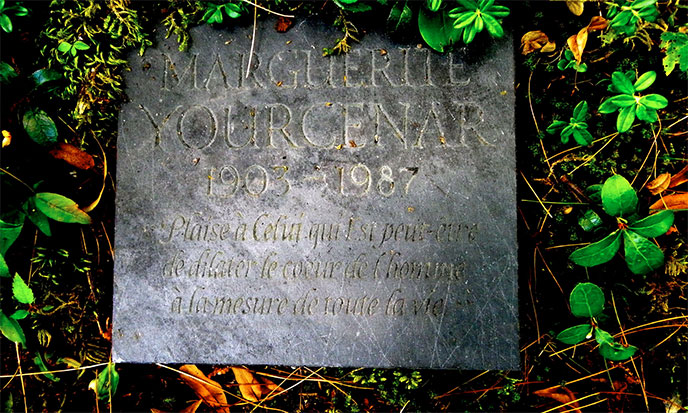 MARGUERITE
YOURCENAR
1903 - 1987
Plaise à Celui qui Est peut-être
de dilater le coeur de l'homme
à la mesure de toute la vie